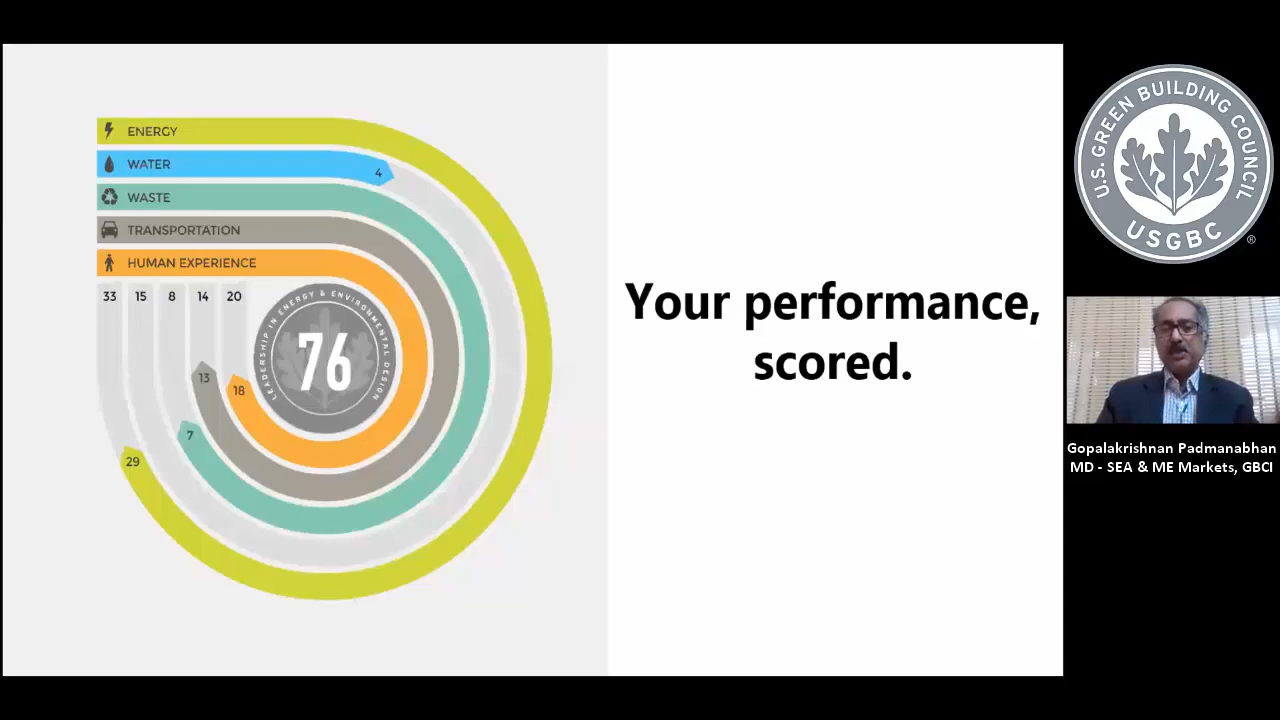 ENERGY
WATER
4
WASTE
TRANSPORTATION
HUMAN EXPERIENCE
33 15 8 14 20
LEADERSHIP IN ENERGY & ENVIRONMENTAL DESIGN
76
13
18
7
29
Your performance,
scored.
U.S. GREEN BUILDING COUNCIL
USGBC
®
Gopalakrishnan Padmanabhan
MD - SEA & ME Markets, GBCI